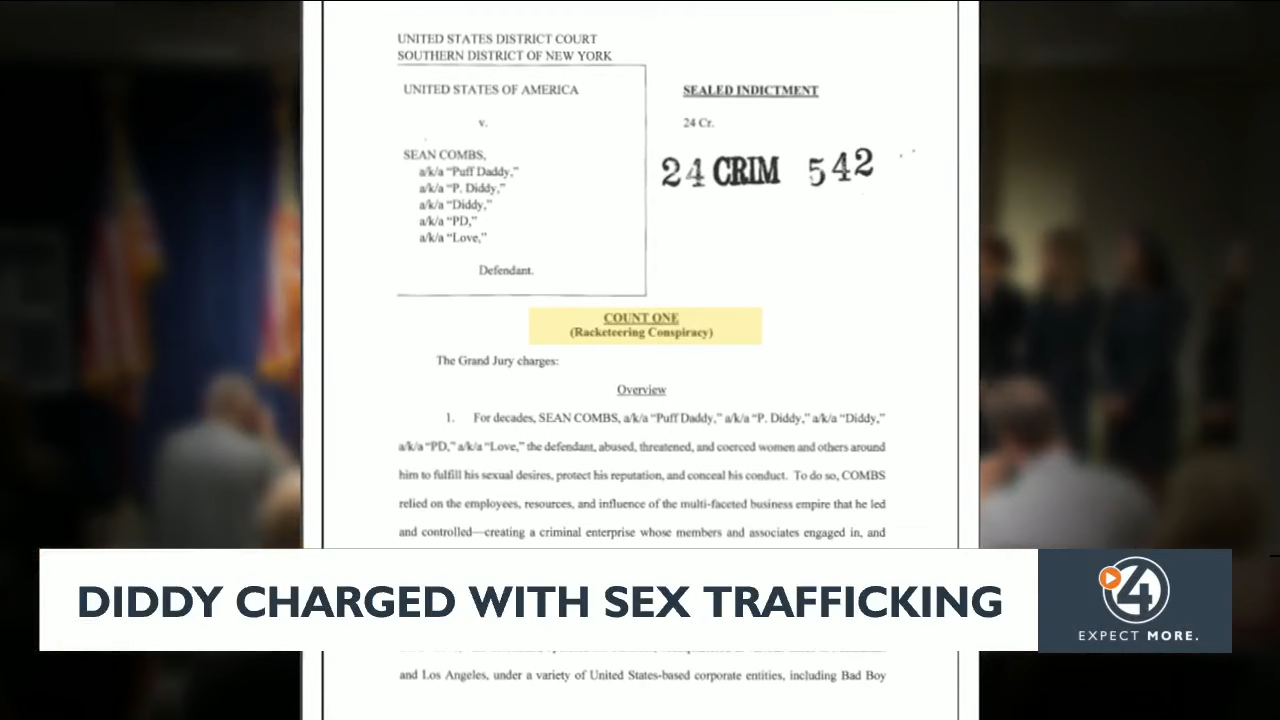 UNITED STATES DISTRICT COURT
SOUTHERN DISTRICT OF NEW YORK
UNITED STATES OF AMERICA
v.
SEAN COMBS,
a/k/a “Puff Daddy,”
a/k/a “P. Diddy,”
a/k/a “Diddy,”
a/k/a “PD,”
a/k/a “Love,”
Defendant.
SEALED INDICTMENT
24 Cr.
24 CRIM 542
COUNT ONE
(Racketeering Conspiracy)
The Grand Jury charges:
Overview
1. For decades, SEAN COMBS, a/k/a “Puff Daddy,” a/k/a “P. Diddy,” a/k/a “Diddy,”
a/k/a “PD,” a/k/a “Love,” the defendant, abused, threatened, and coerced women and others around
him to fulfill his sexual desires, protect his reputation, and conceal his conduct. To do so, COMBS
relied on the employees, resources, and influence of the multi-faceted business empire that he led
and controlled—creating a criminal enterprise whose members and associates engaged in, and
DIDDY CHARGED WITH SEX TRAFFICKING
4
EXPECT MORE.
and Los Angeles, under a variety of United States-based corporate entities, including Bad Boy